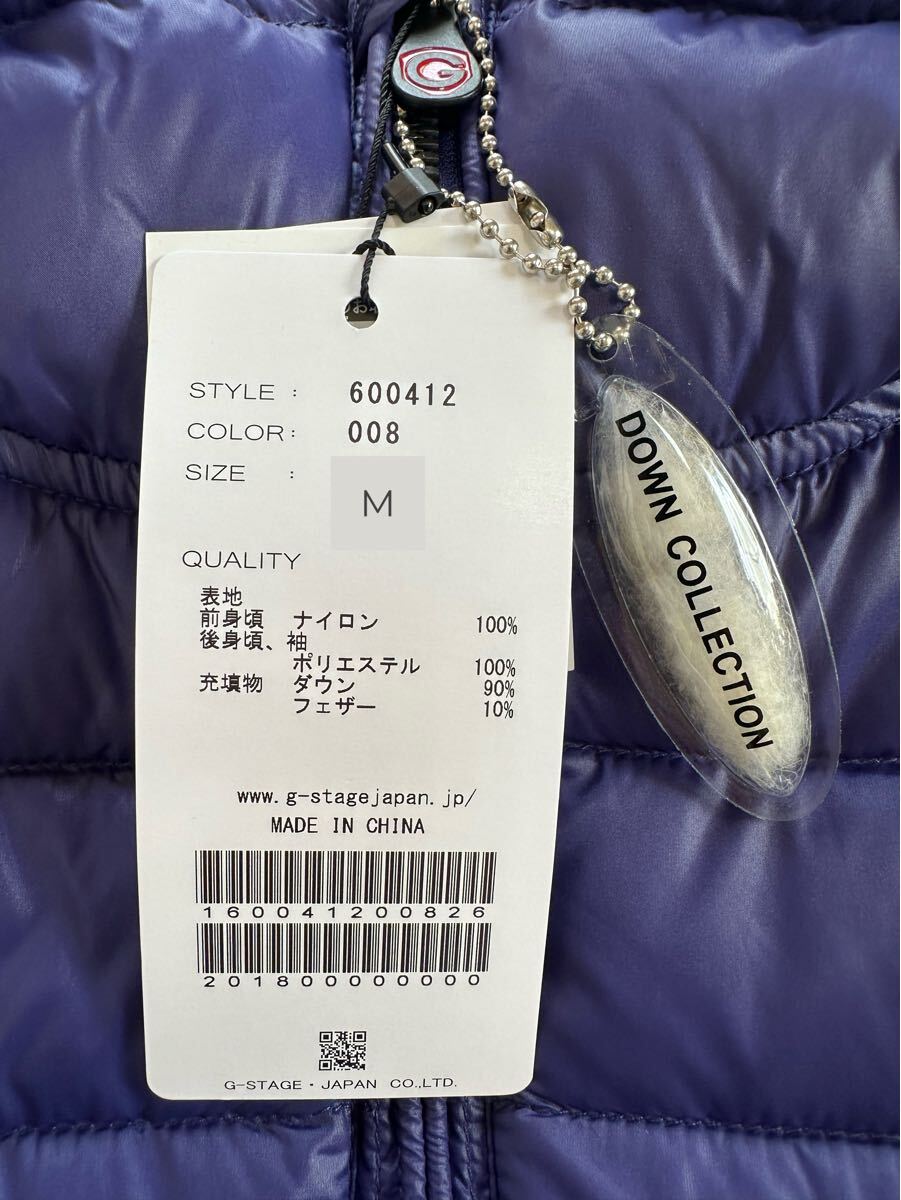 G
STYLE : 600412
COLOR: 008
SIZE : M
QUALITY
表地
前身頃 ナイロン 100%
後身頃、袖
ポリエステル 100%
充填物 ダウン 90%
フェザー 10%
www.g-stagejapan.jp/
MADE IN CHINA
160041200826
2018000000000
G-STAGE・JAPAN CO.,LTD.
DOWN COLLECTION